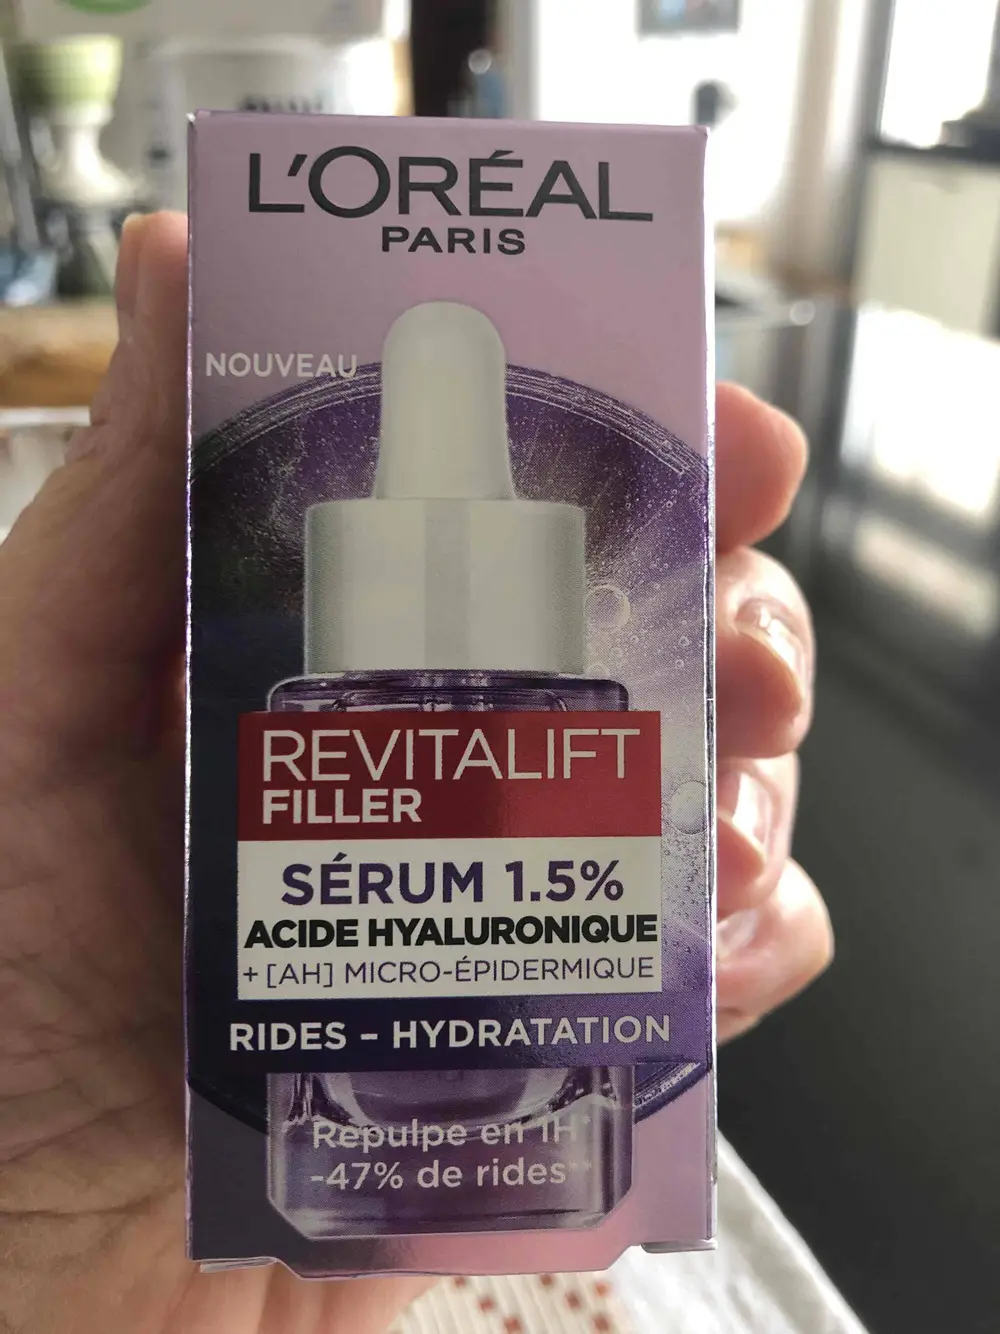 L'ORÉAL
PARIS
NOUVEAU
REVITALIFT
FILLER
SÉRUM 1.5%
ACIDE HYALURONIQUE
+ [AH] MICRO-ÉPIDERMIQUE
RIDES – HYDRATATION
Repulpe en 1H*
-47% de rides**